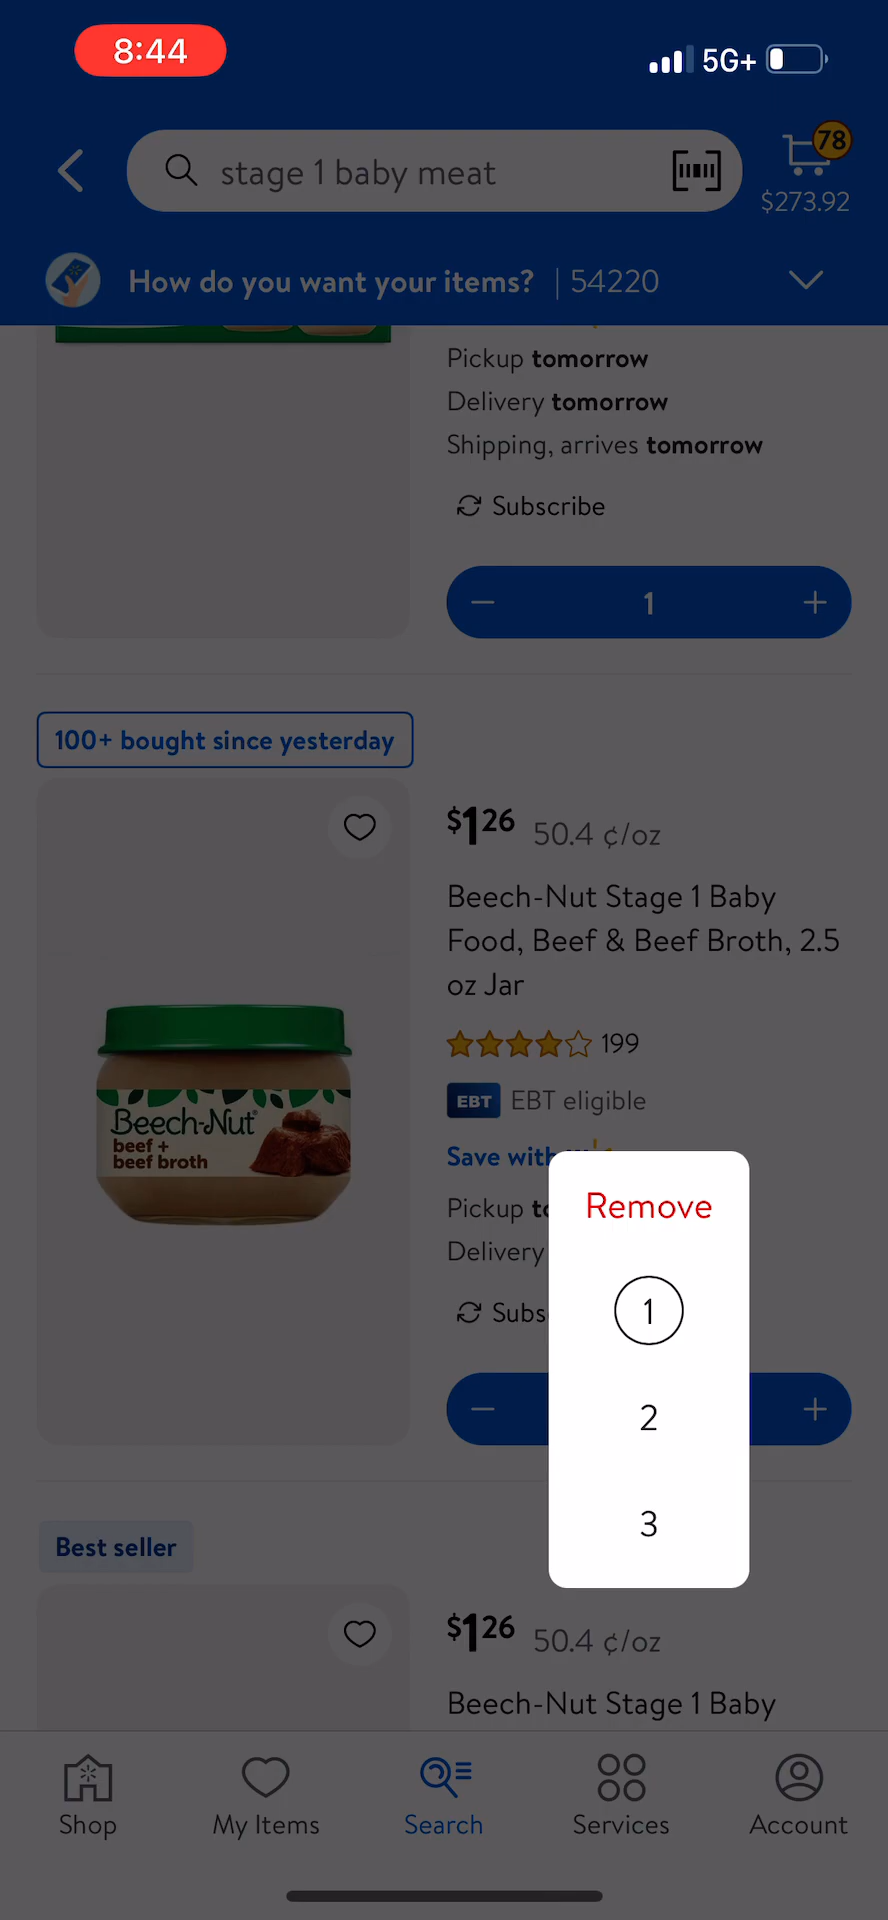 8:44
5G+
stage 1 baby meat
78
$273.92
How do you want your items? | 54220
Pickup tomorrow
Delivery tomorrow
Shipping, arrives tomorrow
Subscribe
1
100+ bought since yesterday
$1.26 50.4 ¢/oz
Beech-Nut Stage 1 Baby
Food, Beef & Beef Broth, 2.5
oz Jar
199
EBT EBT eligible
Beech-Nut
beef +
beef broth
Save with
Pickup
Delivery
Remove
1
2
3
Best seller
$1.26 50.4 ¢/oz
Beech-Nut Stage 1 Baby
Shop
My Items
Search
Services
Account